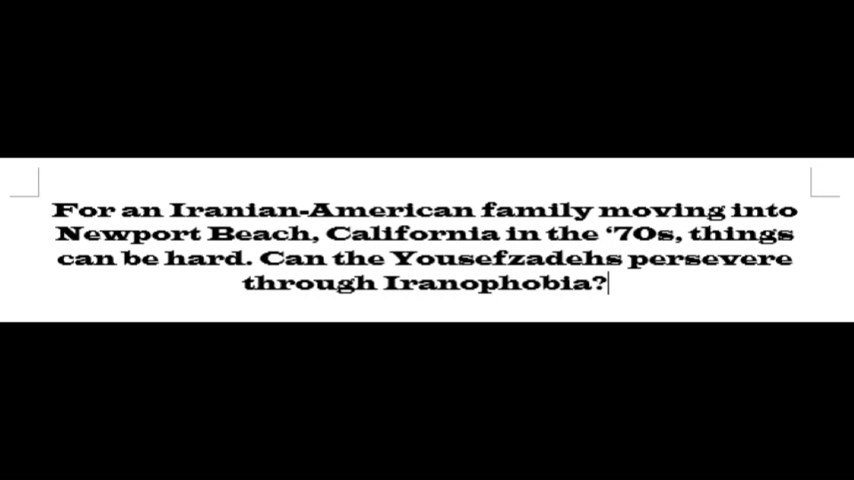 For an Iranian-American family moving into
Newport Beach, California in the ‘70s, things
can be hard. Can the Yousefzadehs persevere
through Iranophobia?